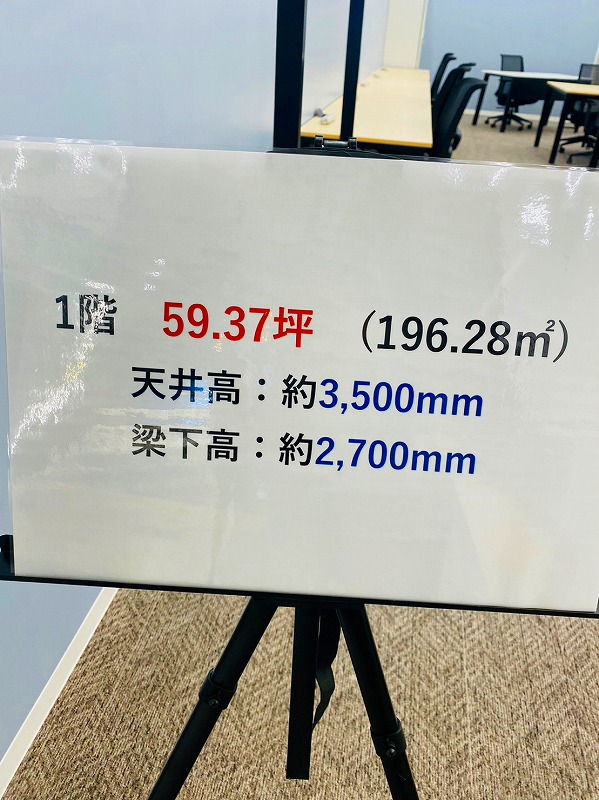 1階 59.37坪 (196.28㎡)
天井高：約3,500mm
梁下高：約2,700mm